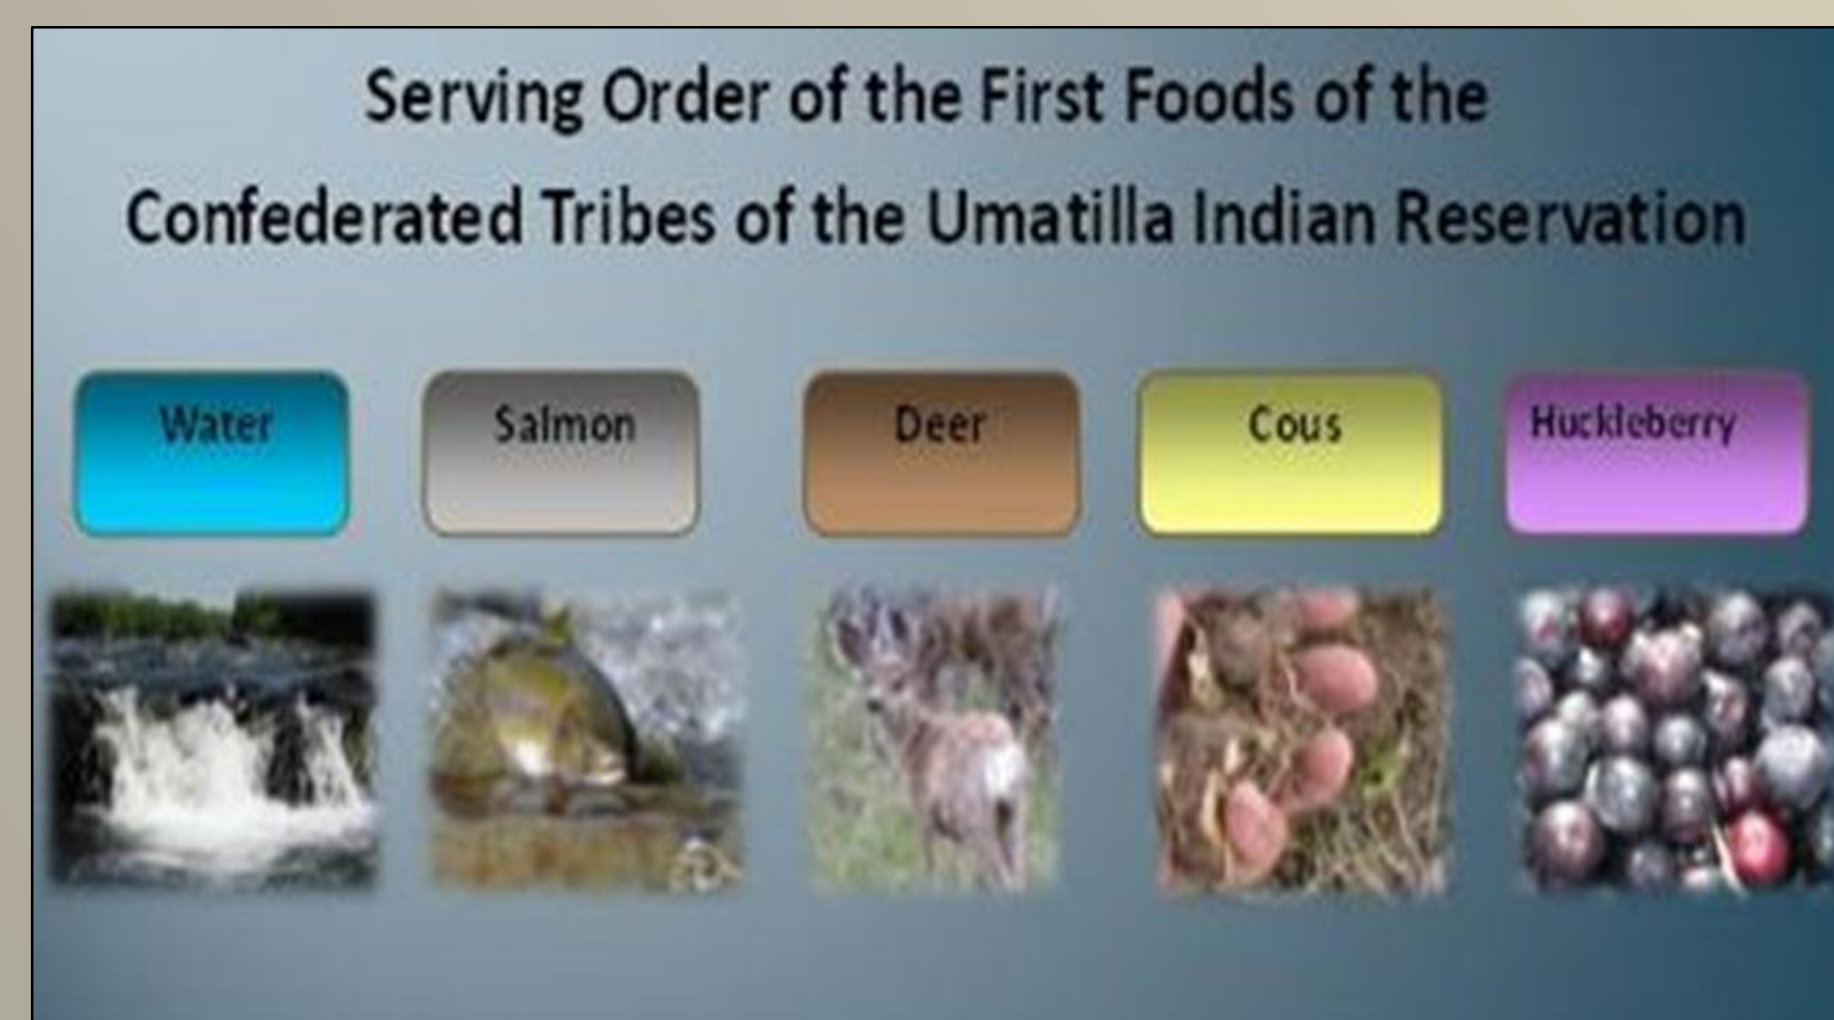 Serving Order of the First Foods of the
Confederated Tribes of the Umatilla Indian Reservation
Water
Salmon
Deer
Cous
Huckleberry